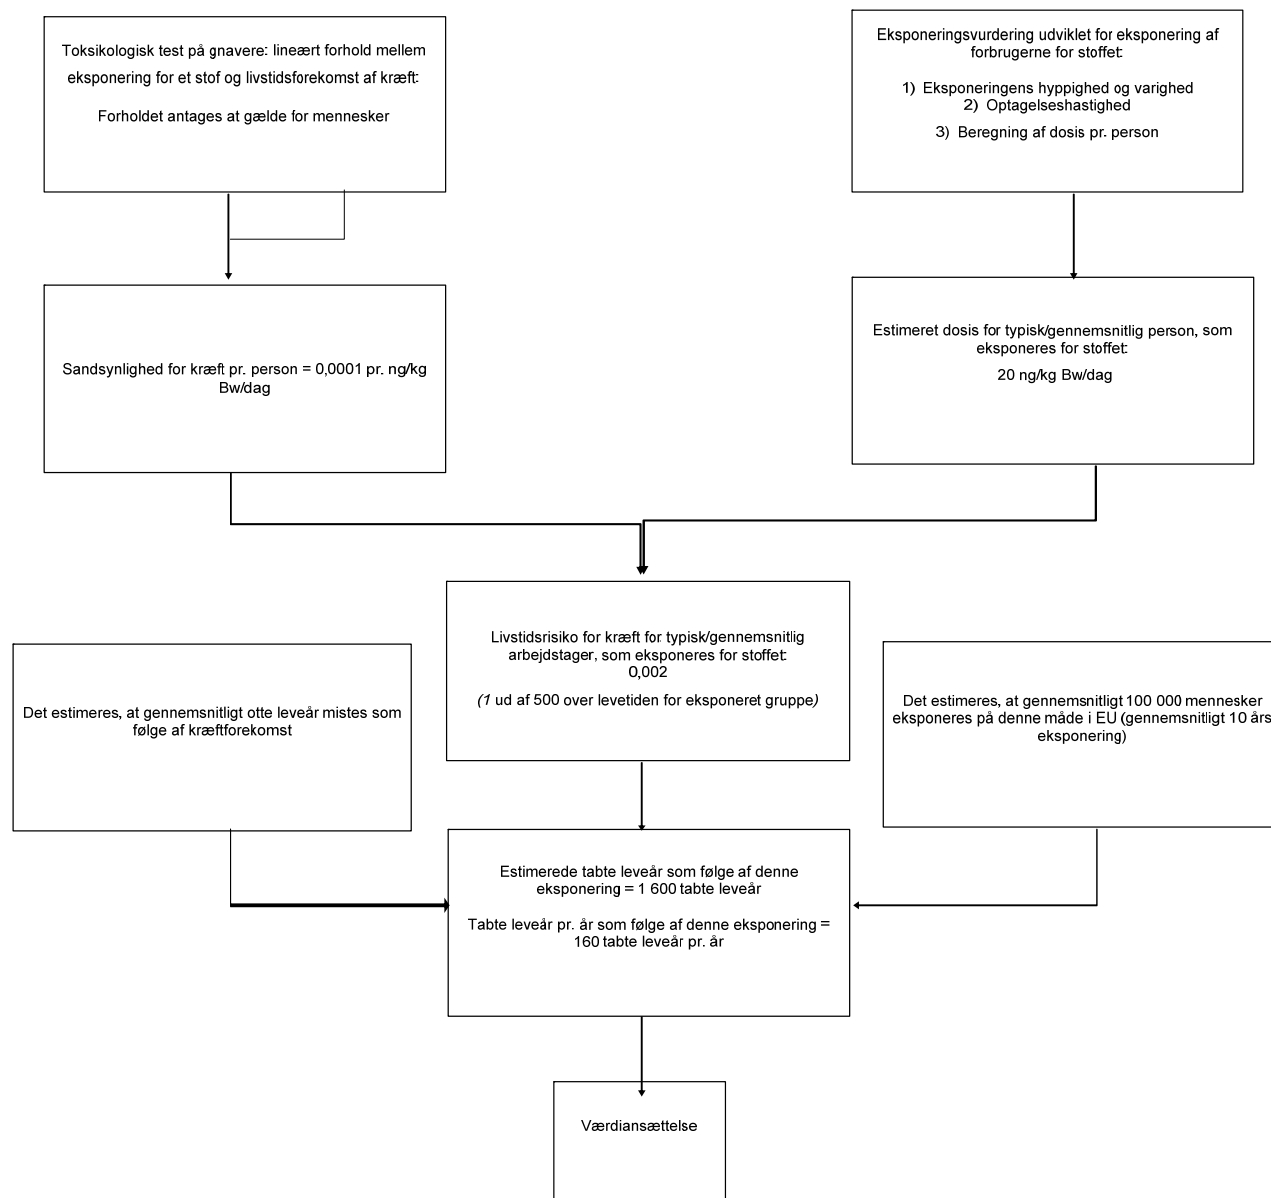 Toksikologisk test på gnavere: lineært forhold mellem
eksponering for et stof og livstidsforekomst af kræft:
Forholdet antages at gælde for mennesker
Eksponeringsvurdering udviklet for eksponering af
forbrugerne for stoffet:
1) Eksponeringens hyppighed og varighed
2) Optagelseshastighed
3) Beregning af dosis pr. person
Sandsynlighed for kræft pr. person = 0,0001 pr. ng/kg
Bw/dag
Estimeret dosis for typisk/gennemsnitlig person, som
eksponeres for stoffet:
20 ng/kg Bw/dag
Livstidsrisiko for kræft for typisk/gennemsnitlig
arbejdstager, som eksponeres for stoffet:
0,002
(1 ud af 500 over levetiden for eksponeret gruppe)
Det estimeres, at gennemsnitligt otte leveår mistes som
følge af kræftforekomst
Det estimeres, at gennemsnitligt 100 000 mennesker
eksponeres på denne måde i EU (gennemsnitligt 10 års
eksponering)
Estimerede tabte leveår som følge af denne
eksponering = 1 600 tabte leveår
Tabte leveår pr. år som følge af denne eksponering =
160 tabte leveår pr. år
Værdiansættelse